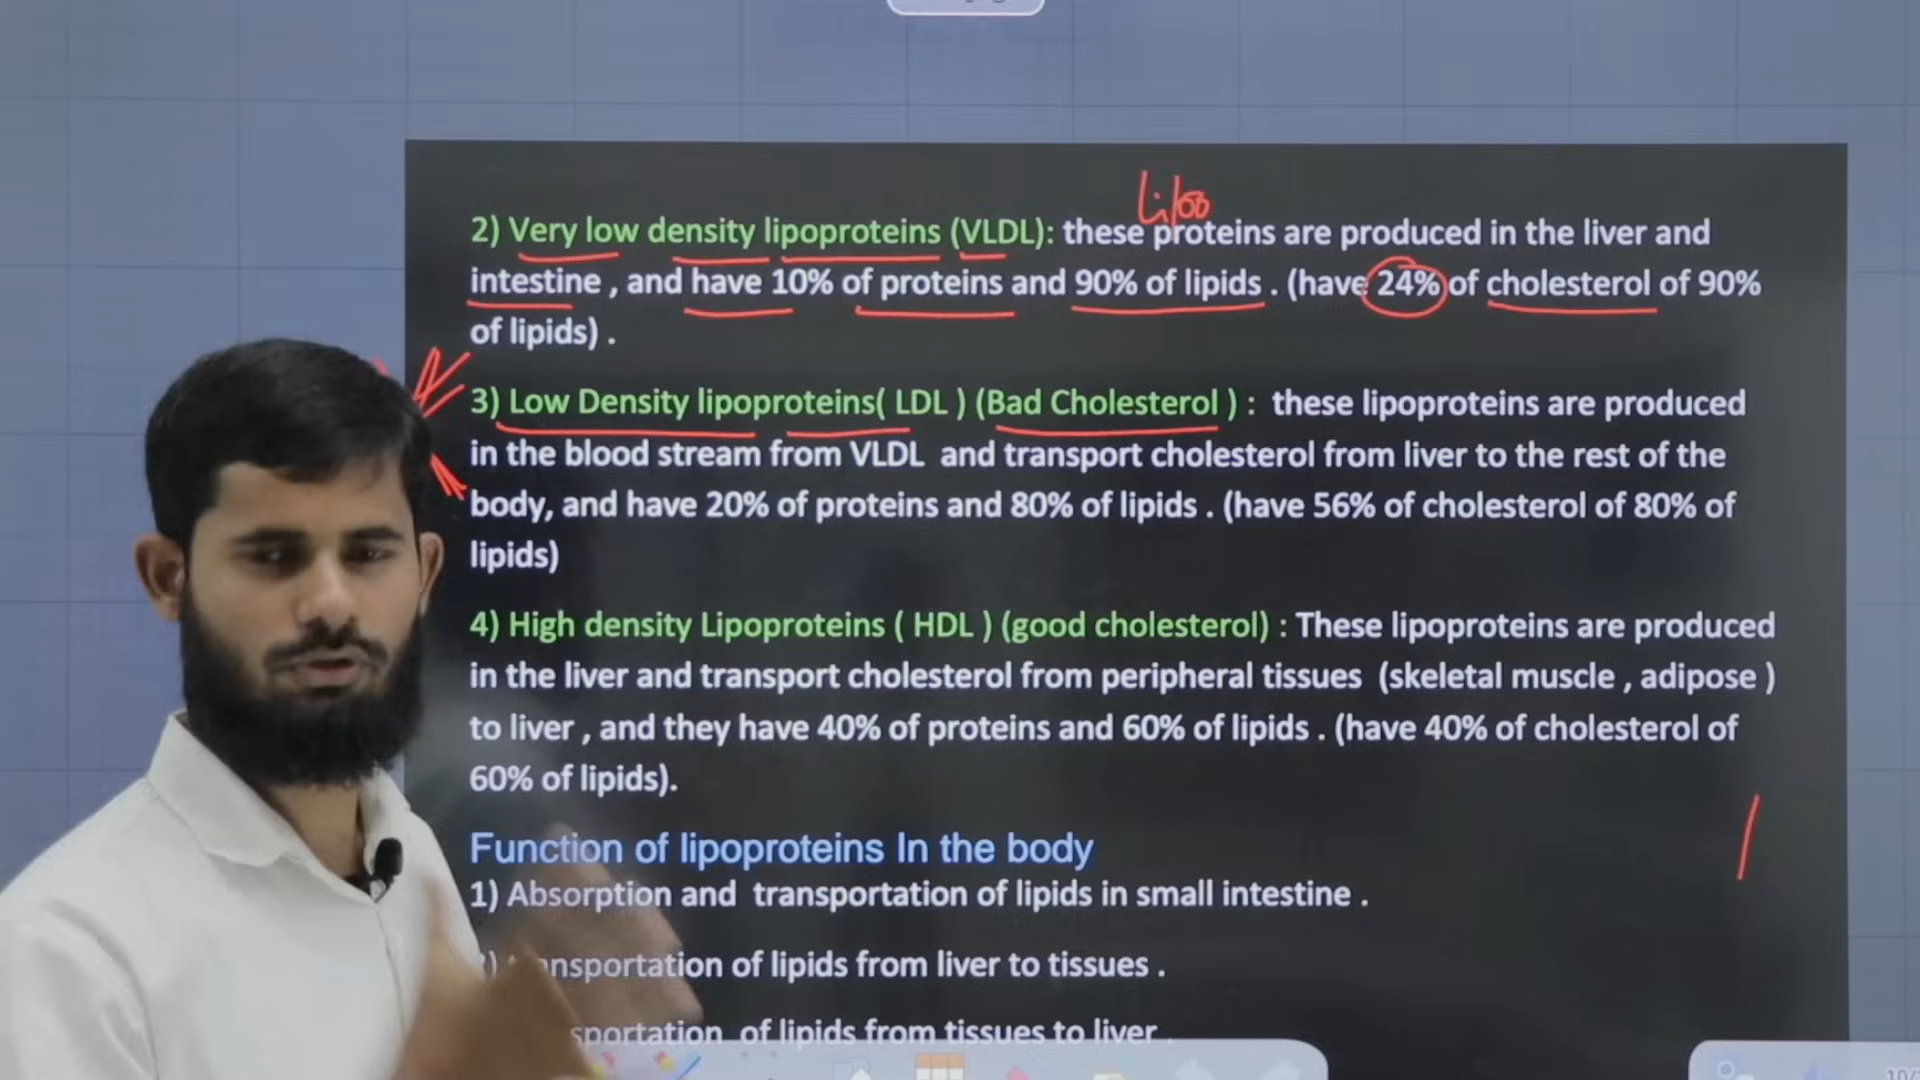 Lipo
2) Very low density lipoproteins (VLDL): these proteins are produced in the liver and
intestine , and have 10% of proteins and 90% of lipids . (have 24% of cholesterol of 90%
of lipids) .
3) Low Density lipoproteins( LDL ) (Bad Cholesterol ) : these lipoproteins are produced
in the blood stream from VLDL and transport cholesterol from liver to the rest of the
body, and have 20% of proteins and 80% of lipids . (have 56% of cholesterol of 80% of
lipids)
4) High density Lipoproteins ( HDL ) (good cholesterol) : These lipoproteins are produced
in the liver and transport cholesterol from peripheral tissues (skeletal muscle , adipose )
to liver , and they have 40% of proteins and 60% of lipids . (have 40% of cholesterol of
60% of lipids).
Function of lipoproteins In the body
1) Absorption and transportation of lipids in small intestine .
of lipids from liver to tissues .
of lipids from tissues to liver .